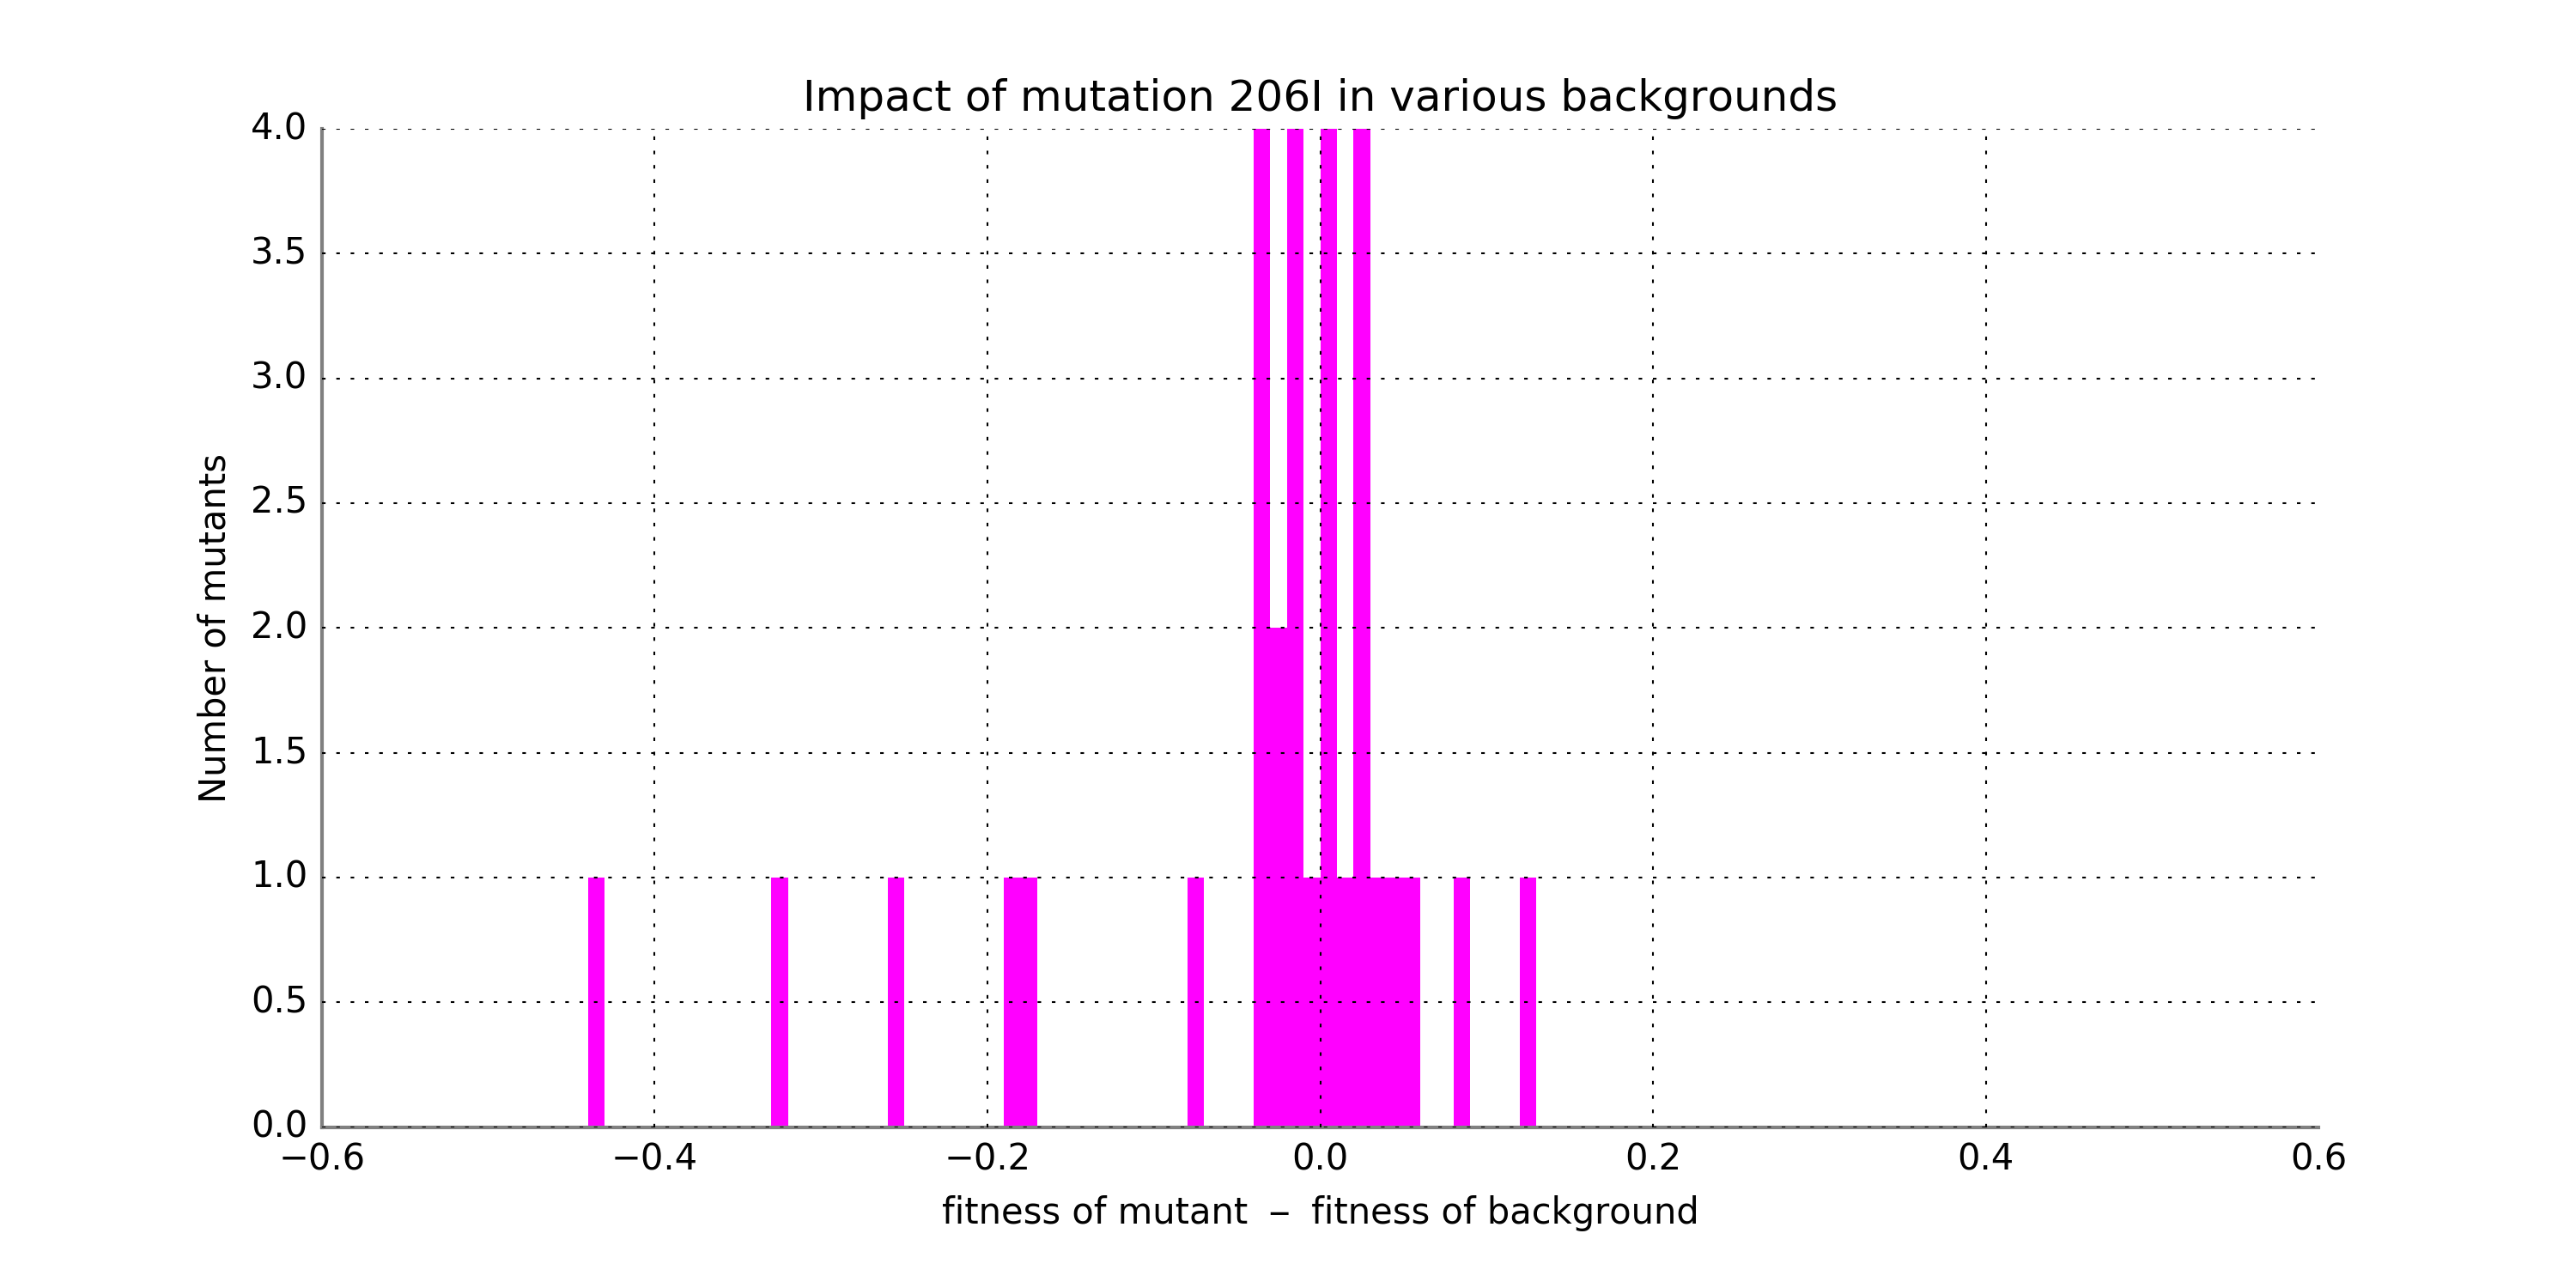 Impact of mutation 206I in various backgrounds
Number of mutants
4.0
3.5
3.0
2.5
2.0
1.5
1.0
0.5
0.0
−0.6 −0.4 −0.2 0.0 0.2 0.4 0.6
fitness of mutant − fitness of background